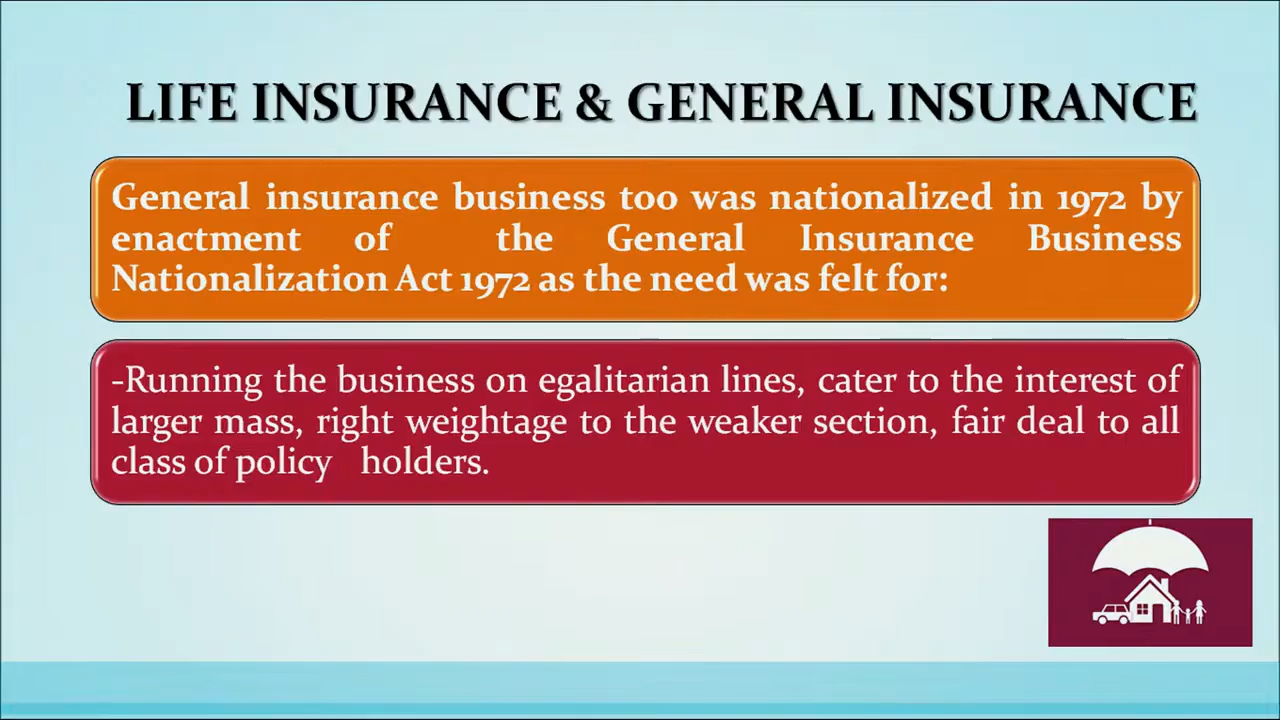 LIFE INSURANCE & GENERAL INSURANCE
General insurance business too was nationalized in 1972 by
enactment of the General Insurance Business
Nationalization Act 1972 as the need was felt for:
-Running the business on egalitarian lines, cater to the interest of
larger mass, right weightage to the weaker section, fair deal to all
class of policy holders.